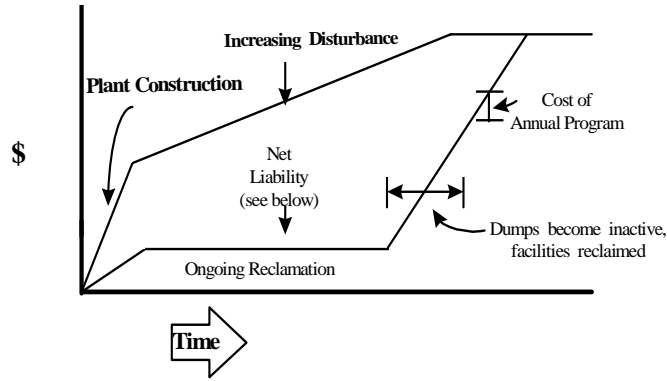 Increasing Disturbance
Plant Construction
Cost of
Annual Program
$
Net
Liability
(see below)
Dumps become inactive,
facilities reclaimed
Ongoing Reclamation
Time